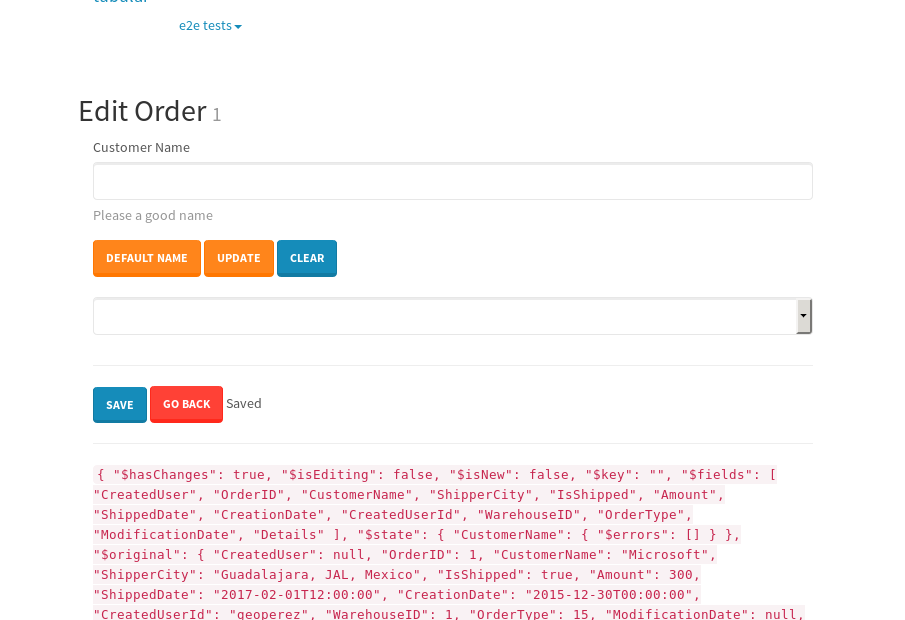 tabular
e2e tests
Edit Order 1
Customer Name
Please a good name
DEFAULT NAME UPDATE CLEAR
SAVE GO BACK Saved
{ "$hasChanges": true, "$isEditing": false, "$isNew": false, "$key": "", "$fields": [
"CreatedUser", "OrderID", "CustomerName", "ShipperCity", "IsShipped", "Amount",
"ShippedDate", "CreationDate", "CreatedUserId", "WarehouseID", "OrderType",
"ModificationDate", "Details" ], "$state": { "CustomerName": { "$errors": [] } },
"$original": { "CreatedUser": null, "OrderID": 1, "CustomerName": "Microsoft",
"ShipperCity": "Guadalajara, JAL, Mexico", "IsShipped": true, "Amount": 300,
"ShippedDate": "2017-02-01T12:00:00", "CreationDate": "2015-12-30T00:00:00",
"CreatedUserId": "geoperez", "WarehouseID": 1, "OrderType": 15, "ModificationDate": null,